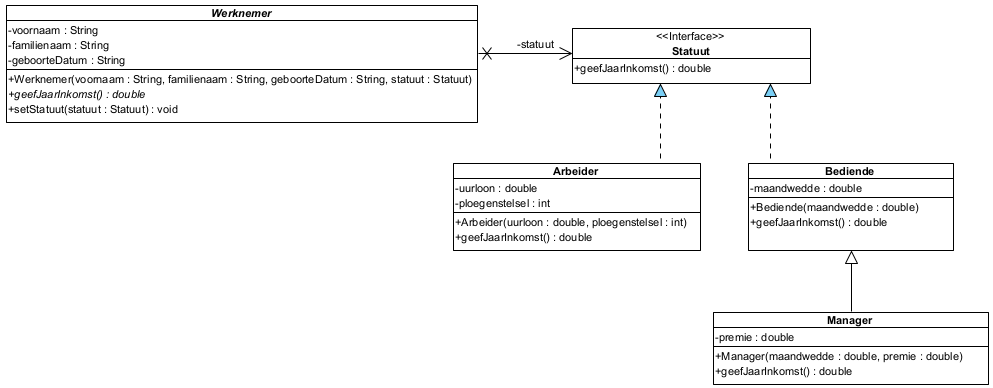 Werknemer
-voornaam : String
-familienaam : String
-geboorteDatum : String
+Werknemer(voornaam : String, familienaam : String, geboorteDatum : String, statuut : Statuut)
+geefJaarInkomst() : double
+setStatuut(statuut : Statuut) : void
-statuut
<<Interface>>
Statuut
+geefJaarInkomst() : double
Arbeider
-uurloon : double
-ploegenstelsel : int
+Arbeider(uurloon : double, ploegenstelsel : int)
+geefJaarInkomst() : double
Bediende
-maandwedde : double
+Bediende(maandwedde : double)
+geefJaarInkomst() : double
Manager
-premie : double
+Manager(maandwedde : double, premie : double)
+geefJaarInkomst() : double